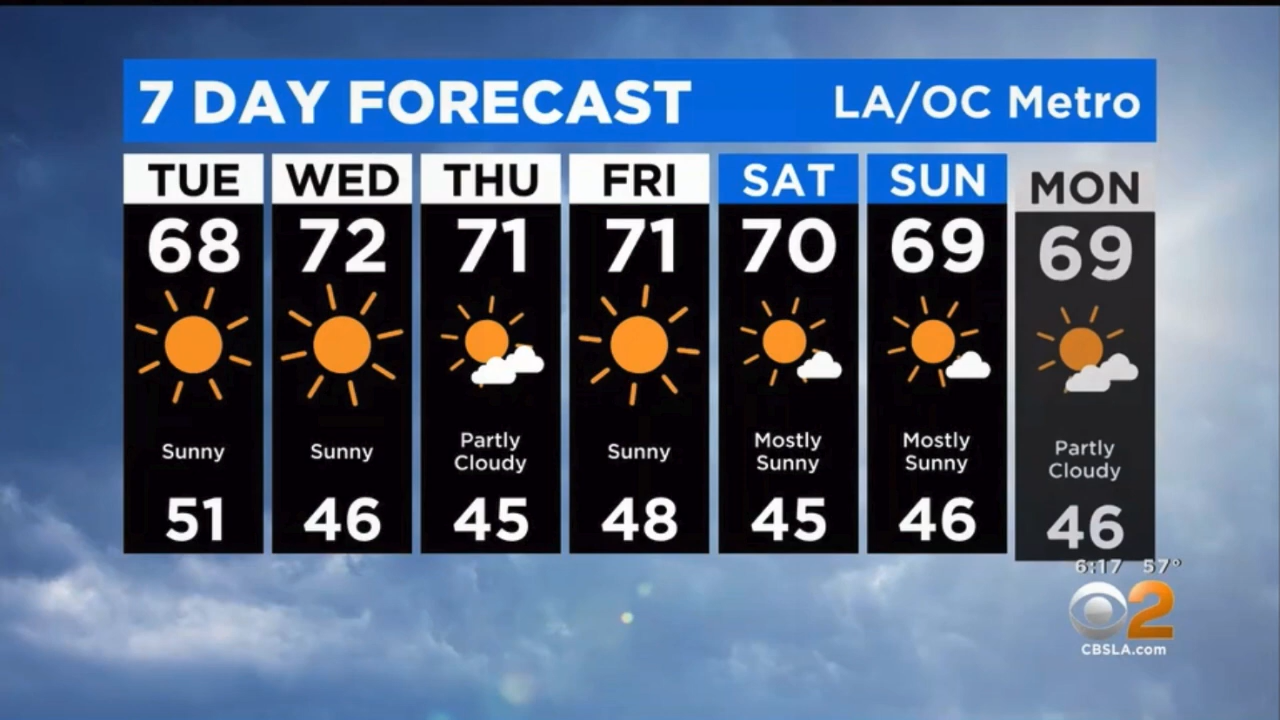 7 DAY FORECAST
LA/OC Metro
TUE WED THU FRI SAT SUN MON
68 72 71 71 70 69 69
Sunny Sunny Partly Cloudy Sunny Mostly Sunny Mostly Sunny Partly Cloudy
51 46 45 48 45 46 46
6:17 57°
2
CBSLA.com